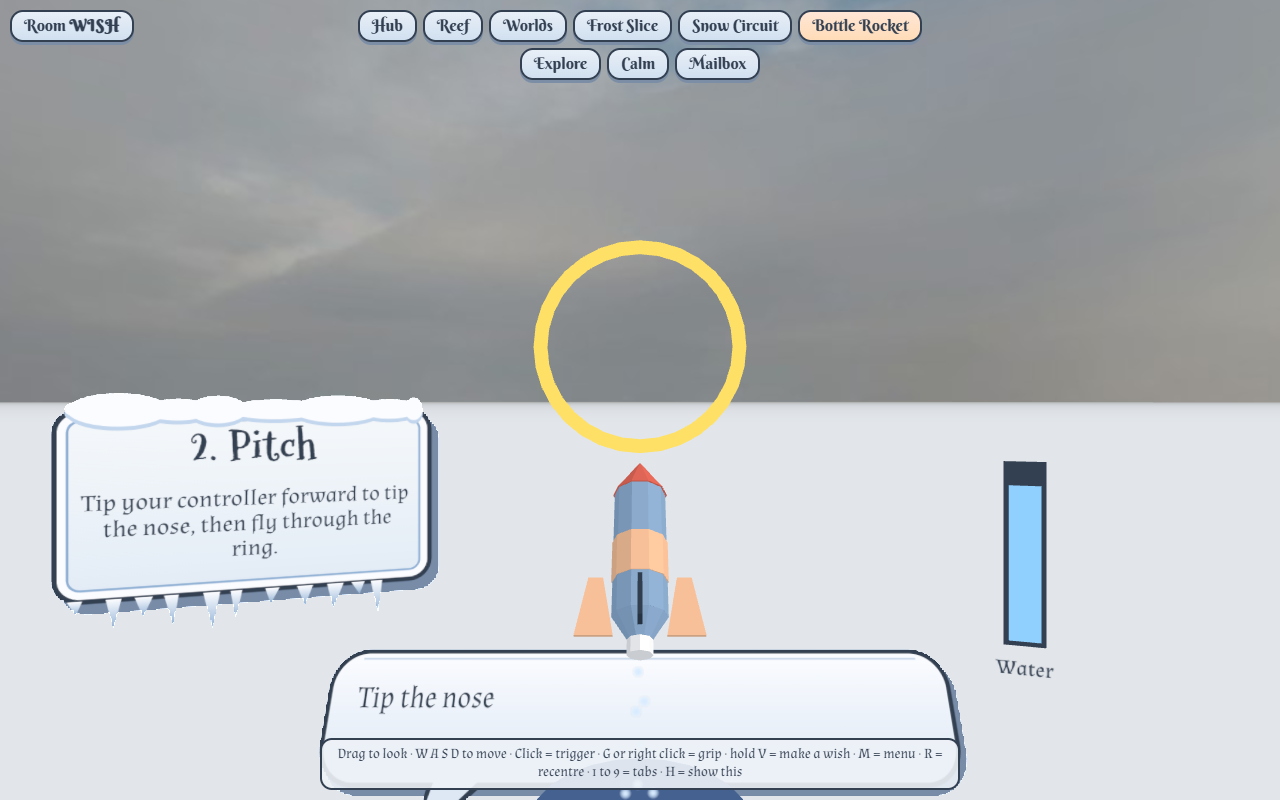 Room WISH
Hub
Reef
Worlds
Frost Slice
Snow Circuit
Bottle Rocket
Explore
Calm
Mailbox
2. Pitch
Tip your controller forward to tip
the nose, then fly through the
ring.
Water
Tip the nose
Drag to look · W A S D to move · Click = trigger · G or right click = grip · hold V = make a wish · M = menu · R =
recentre · 1 to 9 = tabs · H = show this